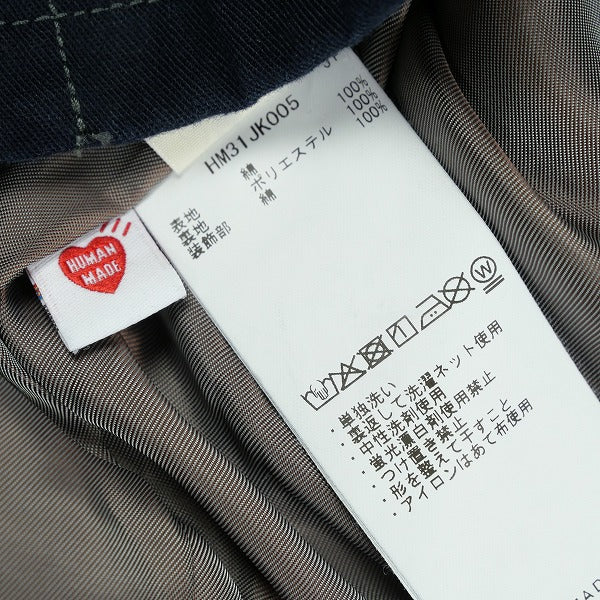 HM31JK005
表地 綿 100%
裏地 ポリエステル 100%
装飾部 綿 100%
HUMAN
MADE
W
・単独洗い
・裏返して洗濯ネット使用
・中性洗剤使用
・蛍光漂白剤使用禁止
・つけ置き禁止
・形を整えて干すこと
・アイロンはあて布使用